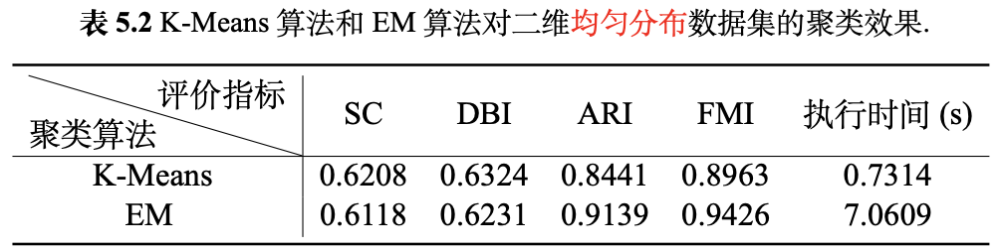 表 5.2 K-Means 算法和 EM 算法对二维均匀分布数据集的聚类效果.
评价指标
聚类算法 SC DBI ARI FMI 执行时间 (s)
K-Means 0.6208 0.6324 0.8441 0.8963 0.7314
EM 0.6118 0.6231 0.9139 0.9426 7.0609